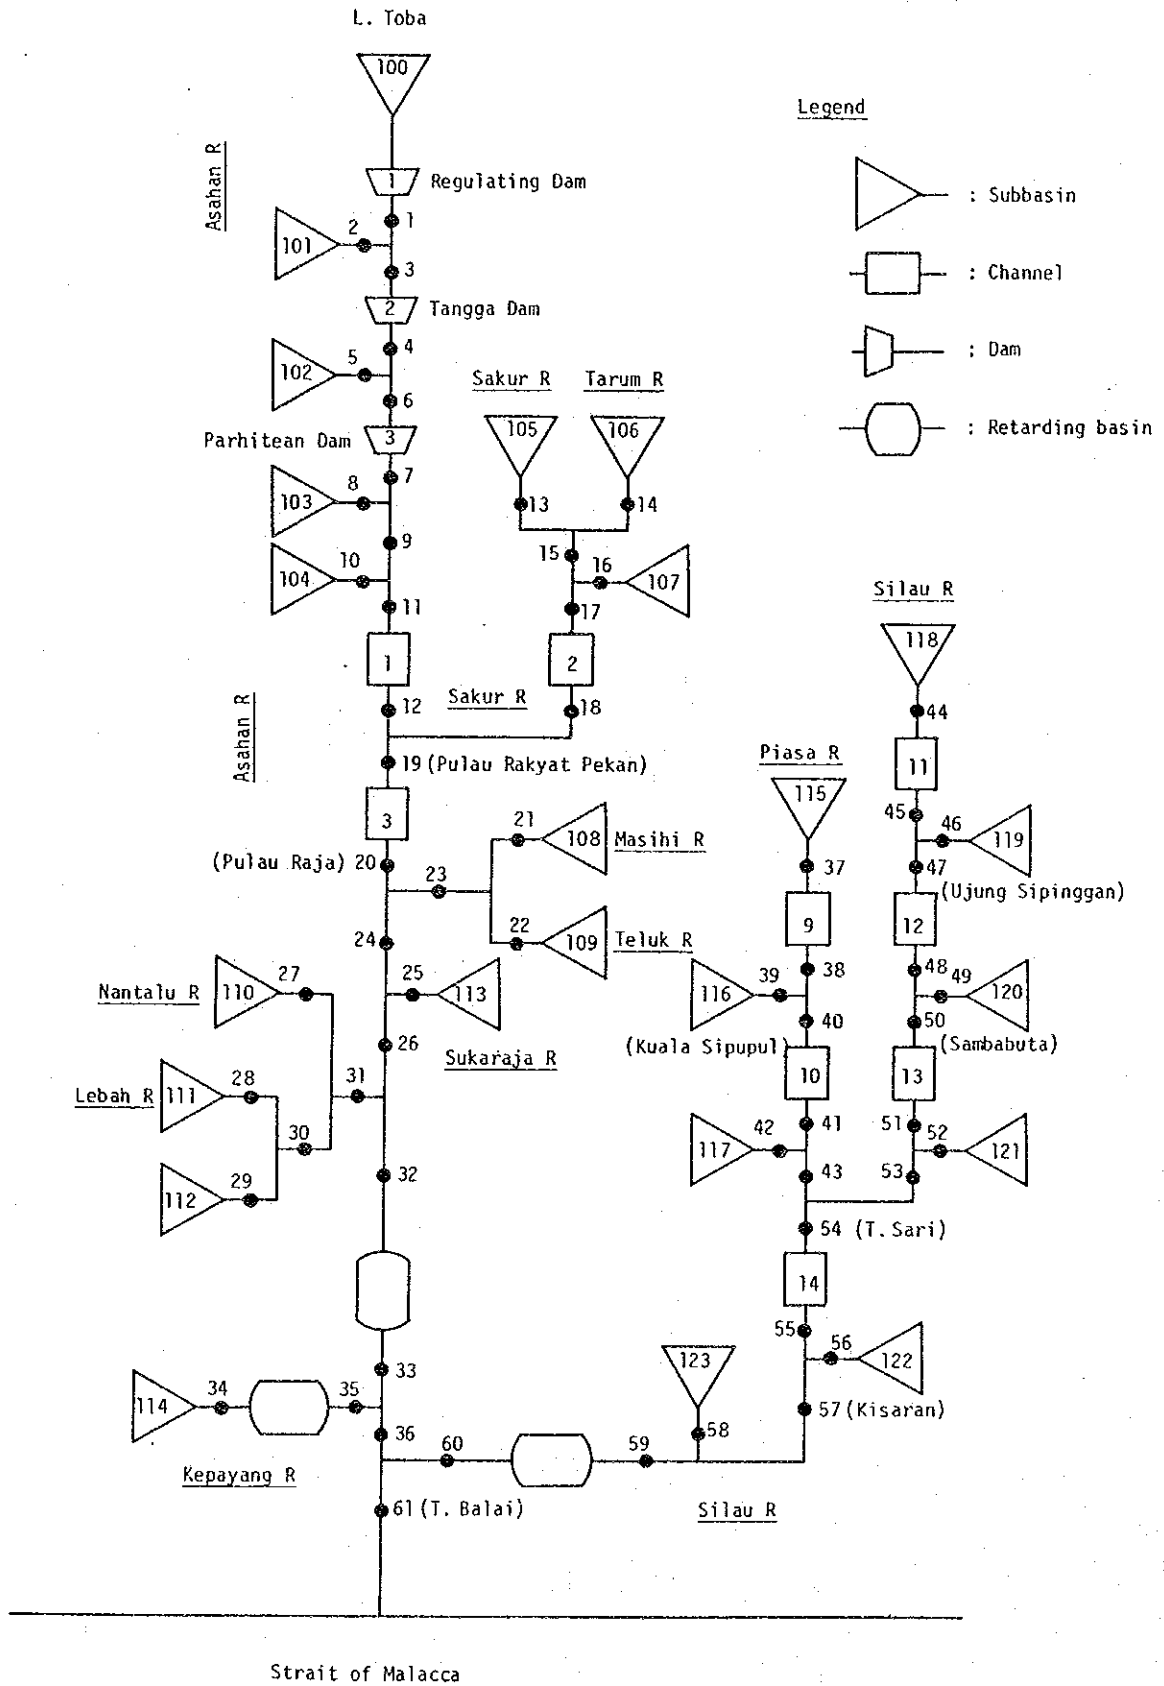 L. Toba
100
Legend
Asahan R
1
Regulating Dam
: Subbasin
1
2
101
3
: Channel
2
Tangga Dam
4
: Dam
5
102
Sakur R
Tarum R
6
105
106
: Retarding basin
Parhitean Dam
3
7
8
103
13
14
9
15
16
10
104
107
11
17
Silau R
118
1
2
Sakur R
12
18
44
Asahan R
19 (Pulau Rakyat Pekan)
Piasa R
11
115
3
21
45
46
108
Masihi R
119
(Pulau Raja) 20
23
37
47
(Ujung Sipinggan)
22
9
12
24
109
Teluk R
27
25
38
48
49
Nantalu R
110
113
39
116
120
40
50
26
Sukaraja R
(Kuala Sipupul)
(Sambabuta)
10
13
Lebah R
111
28
31
30
41
51
42
52
117
121
112
29
32
43
53
54 (T. Sari)
14
55
56
123
122
33
34
35
114
57 (Kisaran)
36
58
60
59
Kepayang R
61 (T. Balai)
Silau R
Strait of Malacca